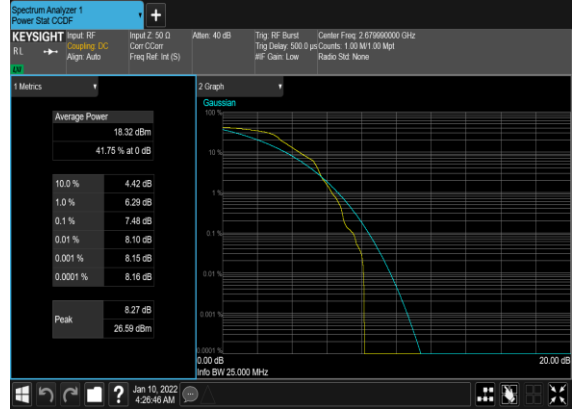 Spectrum Analyzer 1
Power Stat CCDF
+
KEYSIGHT
R L
Input: RF
Coupling: DC
Align: Auto
Input Z: 50 Ω
Corr CCorr
Freq Ref: Int (S)
Atten: 40 dB
Trig: RF Burst
Trig Delay: 500.0 µs
#IF Gain: Low
Center Freq: 2.679990000 GHz
Counts: 1.00 M/1.00 Mpt
Radio Std: None
1 Metrics
Average Power
18.32 dBm
41.75 % at 0 dB
10.0 % 4.42 dB
1.0 % 6.29 dB
0.1 % 7.48 dB
0.01 % 8.10 dB
0.001 % 8.15 dB
0.0001 % 8.16 dB
Peak
8.27 dB
26.59 dBm
2 Graph
Gaussian
100 %
10 %
1 %
0.1 %
0.01 %
0.001 %
0.0001 %
0.00 dB
20.00 dB
Info BW 25.000 MHz
?
Jan 10, 2022
4:26:46 AM